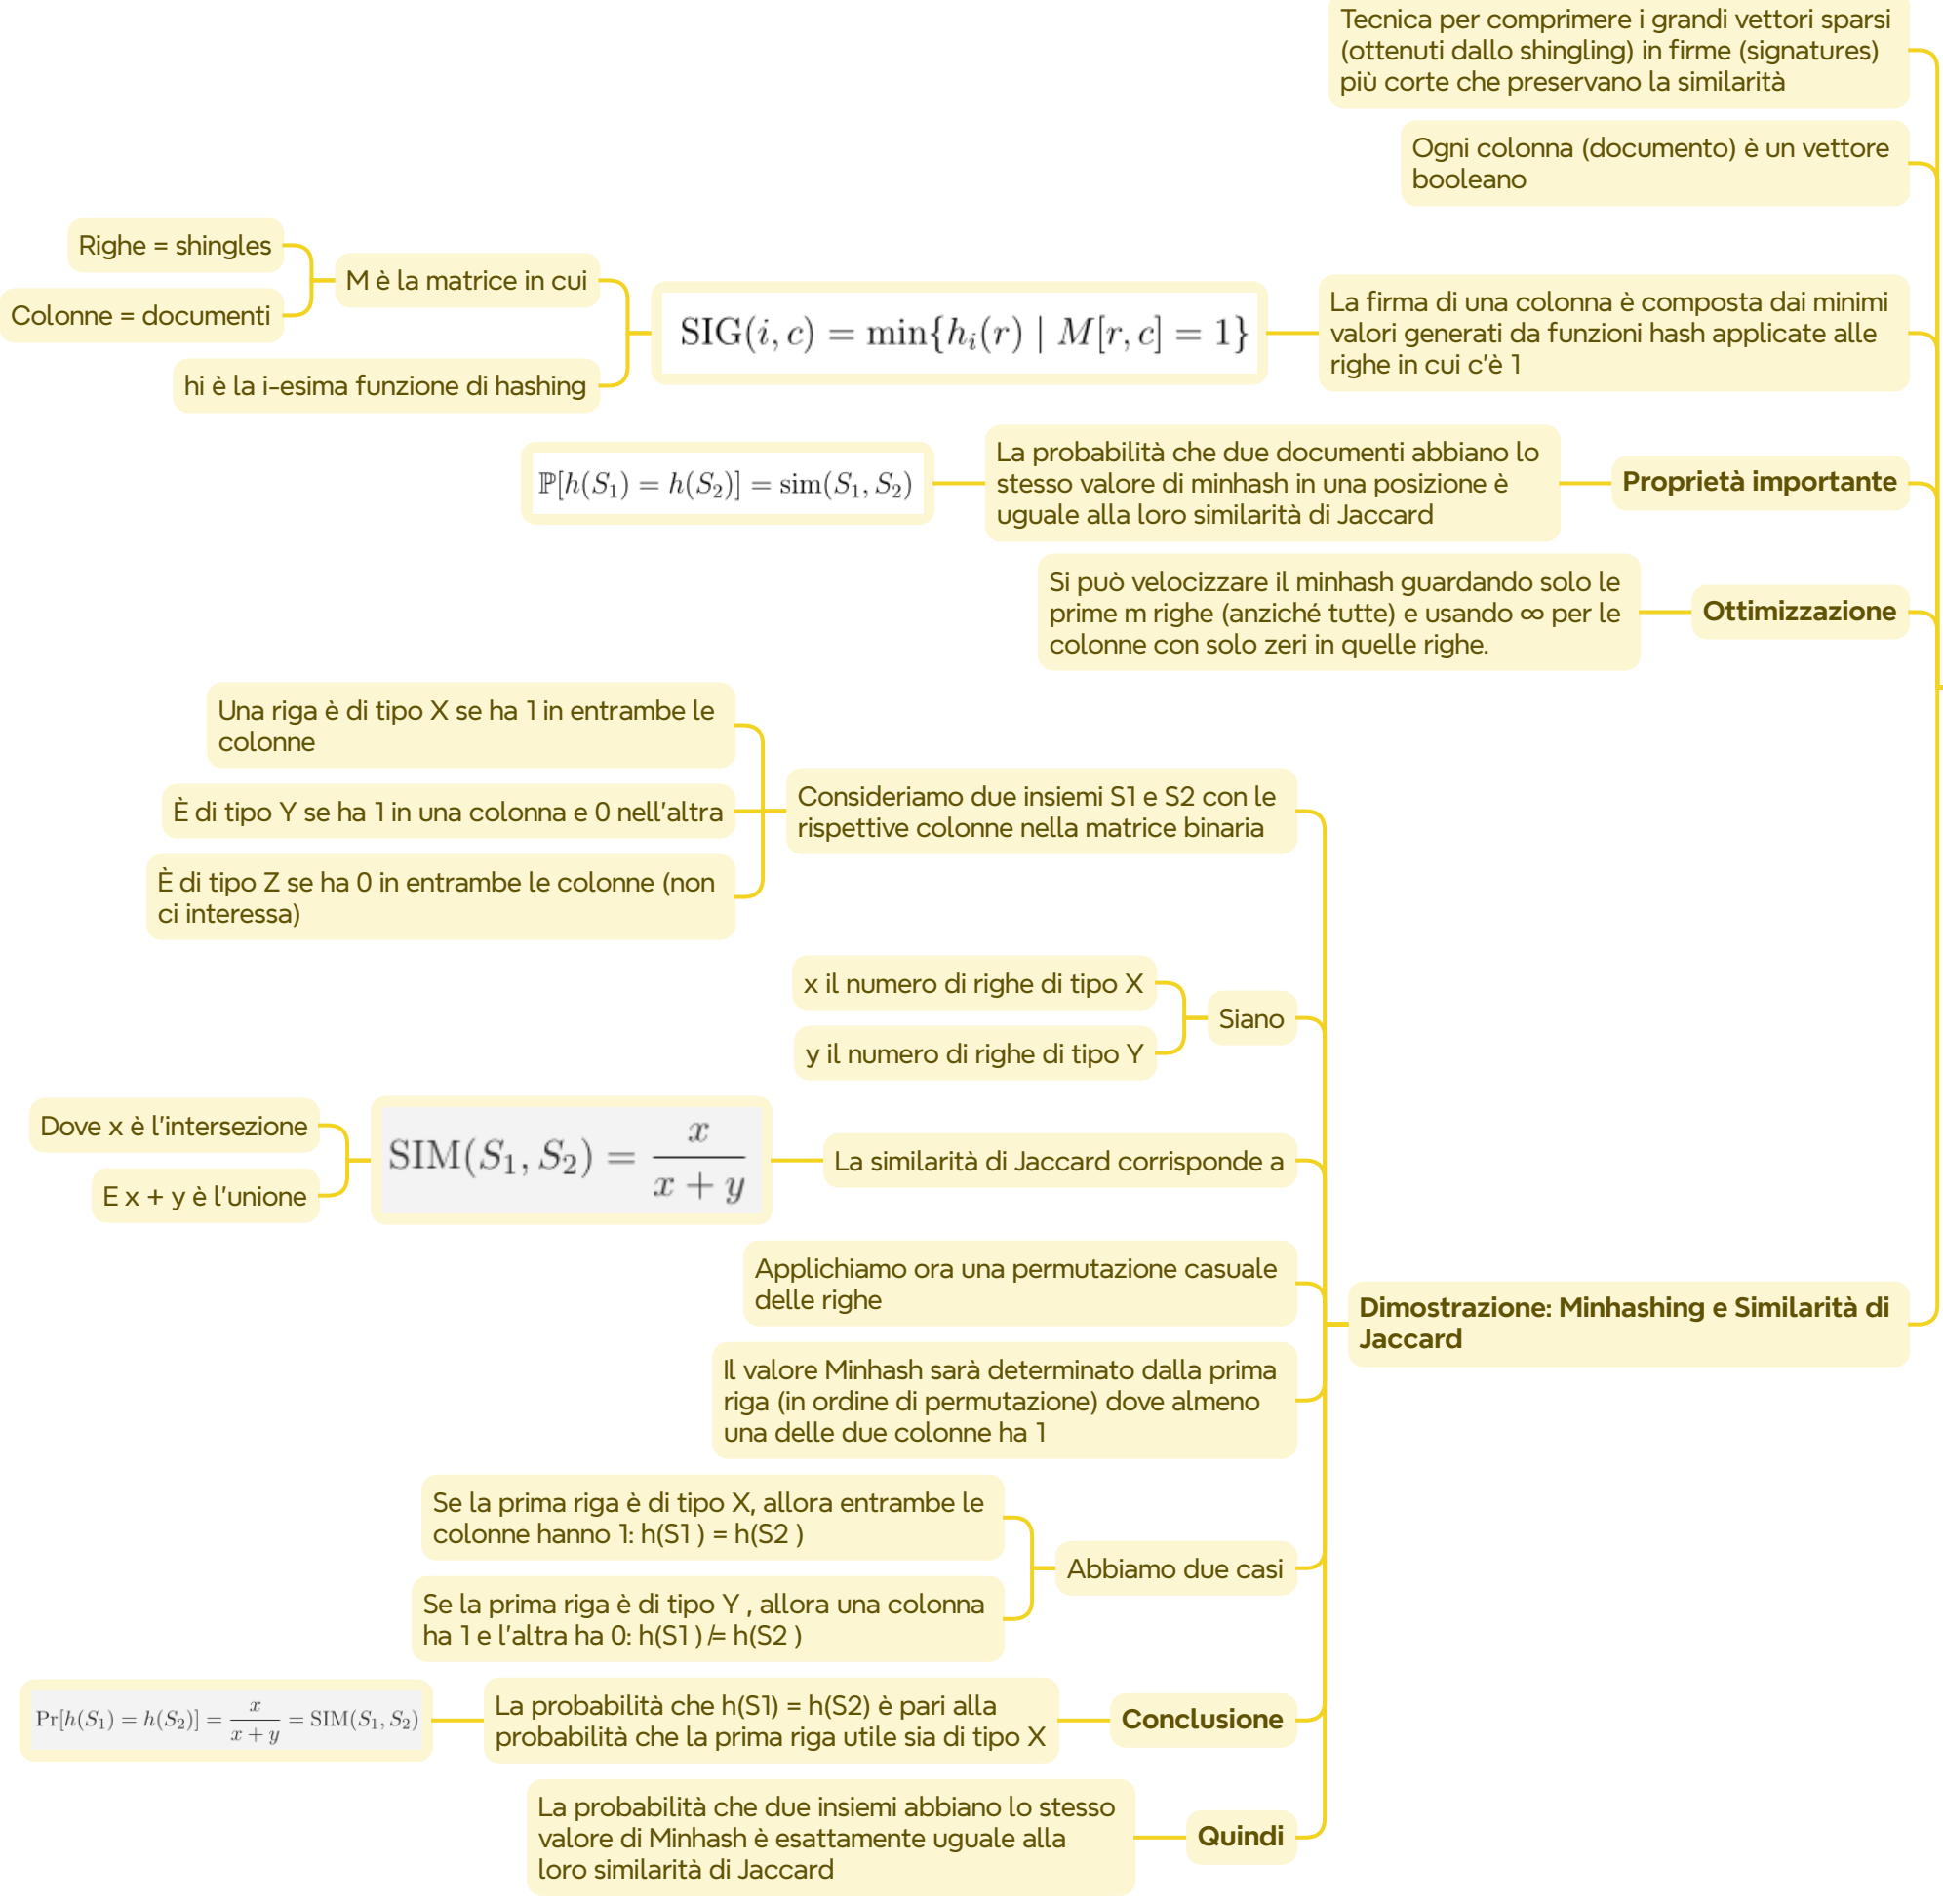 Tecnica per comprimere i grandi vettori sparsi
(ottenuti dallo shingling) in firme (signatures)
più corte che preservano la similarità
Ogni colonna (documento) è un vettore
booleano
La firma di una colonna è composta dai minimi
valori generati da funzioni hash applicate alle
righe in cui c'è 1
SIG(i, c) = min{h_i(r) | M[r, c] = 1}
M è la matrice in cui
Righe = shingles
Colonne = documenti
hi è la i-esima funzione di hashing
Proprietà importante
La probabilità che due documenti abbiano lo
stesso valore di minhash in una posizione è
uguale alla loro similarità di Jaccard
ℙ[h(S₁) = h(S₂)] = sim(S₁, S₂)
Ottimizzazione
Si può velocizzare il minhash guardando solo le
prime m righe (anziché tutte) e usando ∞ per le
colonne con solo zeri in quelle righe.
Dimostrazione: Minhashing e Similarità di
Jaccard
Consideriamo due insiemi S1 e S2 con le
rispettive colonne nella matrice binaria
Una riga è di tipo X se ha 1 in entrambe le
colonne
È di tipo Y se ha 1 in una colonna e 0 nell'altra
È di tipo Z se ha 0 in entrambe le colonne (non
ci interessa)
Siano
x il numero di righe di tipo X
y il numero di righe di tipo Y
La similarità di Jaccard corrisponde a
SIM(S₁, S₂) = x / (x + y)
Dove x è l'intersezione
E x + y è l'unione
Applichiamo ora una permutazione casuale
delle righe
Il valore Minhash sarà determinato dalla prima
riga (in ordine di permutazione) dove almeno
una delle due colonne ha 1
Abbiamo due casi
Se la prima riga è di tipo X, allora entrambe le
colonne hanno 1: h(S1 ) = h(S2 )
Se la prima riga è di tipo Y , allora una colonna
ha 1 e l'altra ha 0: h(S1 ) /= h(S2 )
Conclusione
La probabilità che h(S1) = h(S2) è pari alla
probabilità che la prima riga utile sia di tipo X
Pr[h(S₁) = h(S₂)] = x / (x + y) = SIM(S₁, S₂)
Quindi
La probabilità che due insiemi abbiano lo stesso
valore di Minhash è esattamente uguale alla
loro similarità di Jaccard